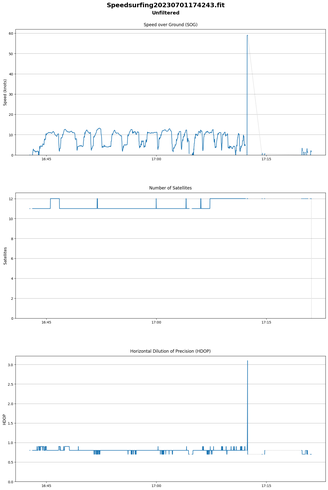 Speedsurfing20230701174243.fit
Unfiltered
Speed over Ground (SOG)
60
50
40
30
20
10
0
Speed (knots)
16:45 17:00 17:15
Number of Satellites
12
10
8
6
4
2
0
Satellites
16:45 17:00 17:15
Horizontal Dilution of Precision (HDOP)
3.0
2.5
2.0
1.5
1.0
0.5
0.0
HDOP
16:45 17:00 17:15